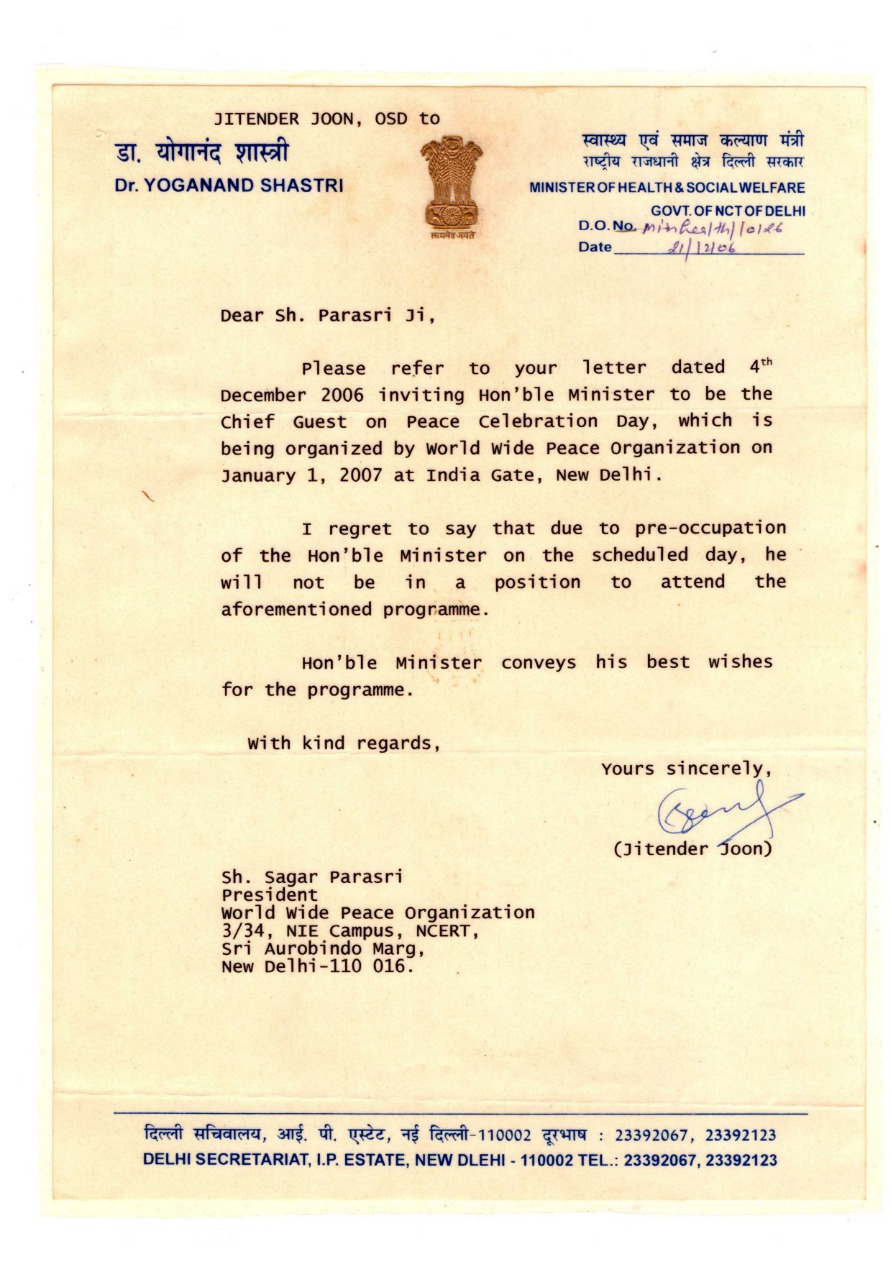 JITENDER JOON, OSD to
डा. योगानंद शास्त्री
Dr. YOGANAND SHASTRI
सत्यमेव जयते
स्वास्थ्य एवं समाज कल्याण मंत्री
राष्ट्रीय राजधानी क्षेत्र दिल्ली सरकार
MINISTER OF HEALTH & SOCIAL WELFARE
GOVT. OF NCT OF DELHI
D.O. No. Min health/10126
Date 21/12/06
Dear Sh. Parasri Ji,
Please refer to your letter dated 4th
December 2006 inviting Hon'ble Minister to be the
Chief Guest on Peace Celebration Day, which is
being organized by World Wide Peace Organization on
January 1, 2007 at India Gate, New Delhi.
I regret to say that due to pre-occupation
of the Hon'ble Minister on the scheduled day, he
will not be in a position to attend the
aforementioned programme.
Hon'ble Minister conveys his best wishes
for the programme.
With kind regards,
Yours sincerely,
(Jitender Joon)
Sh. Sagar Parasri
President
World Wide Peace Organization
3/34, NIE Campus, NCERT,
Sri Aurobindo Marg,
New Delhi-110 016.
दिल्ली सचिवालय, आई. पी. एस्टेट, नई दिल्ली-110002 दूरभाष : 23392067, 23392123
DELHI SECRETARIAT, I.P. ESTATE, NEW DLEHI - 110002 TEL.: 23392067, 23392123